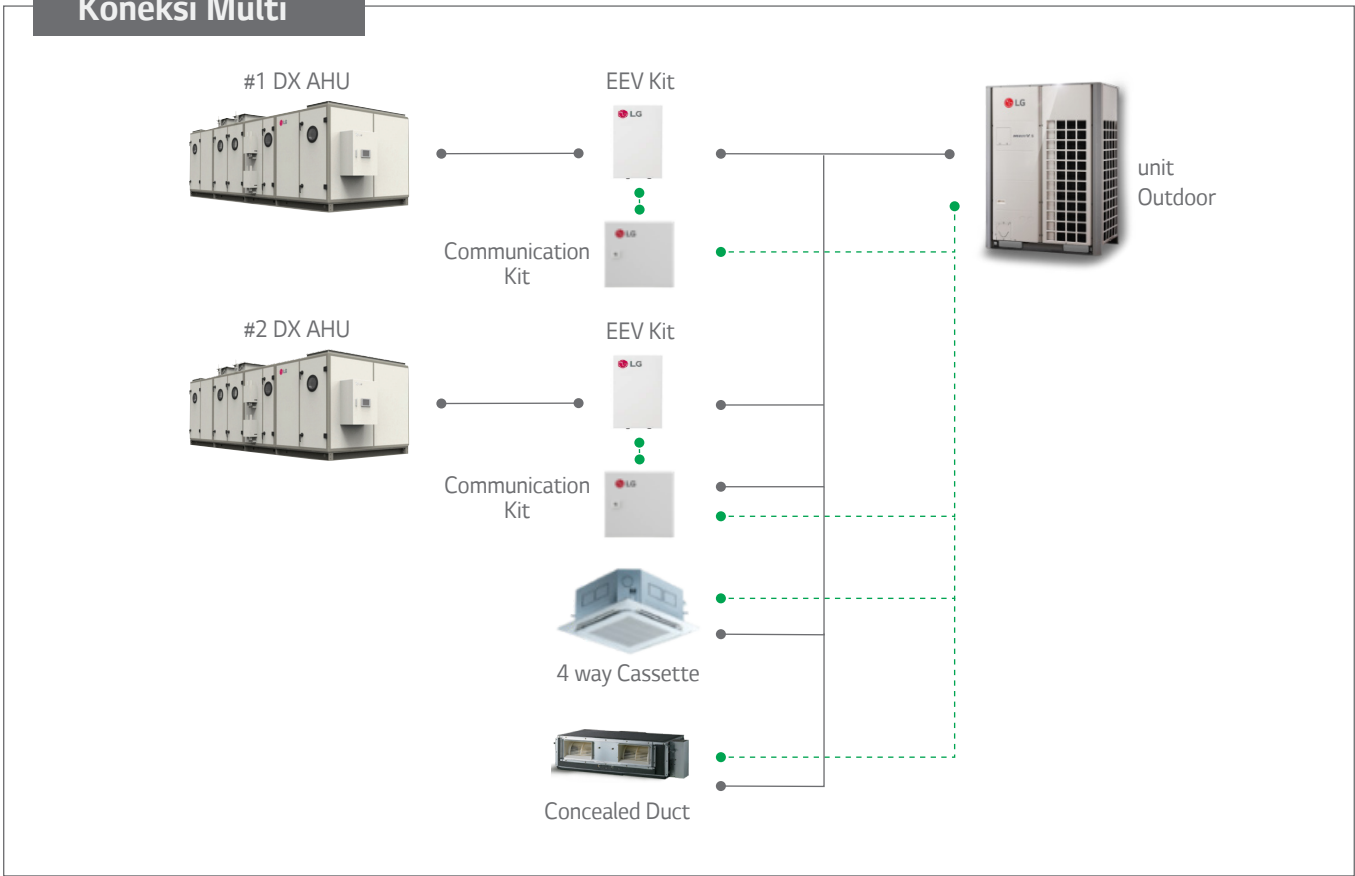 Koneksi Multi
#1 DX AHU
EEV Kit
LG
LG
unit
Outdoor
Communication
Kit
LG
#2 DX AHU
EEV Kit
LG
Communication
Kit
LG
4 way Cassette
Concealed Duct